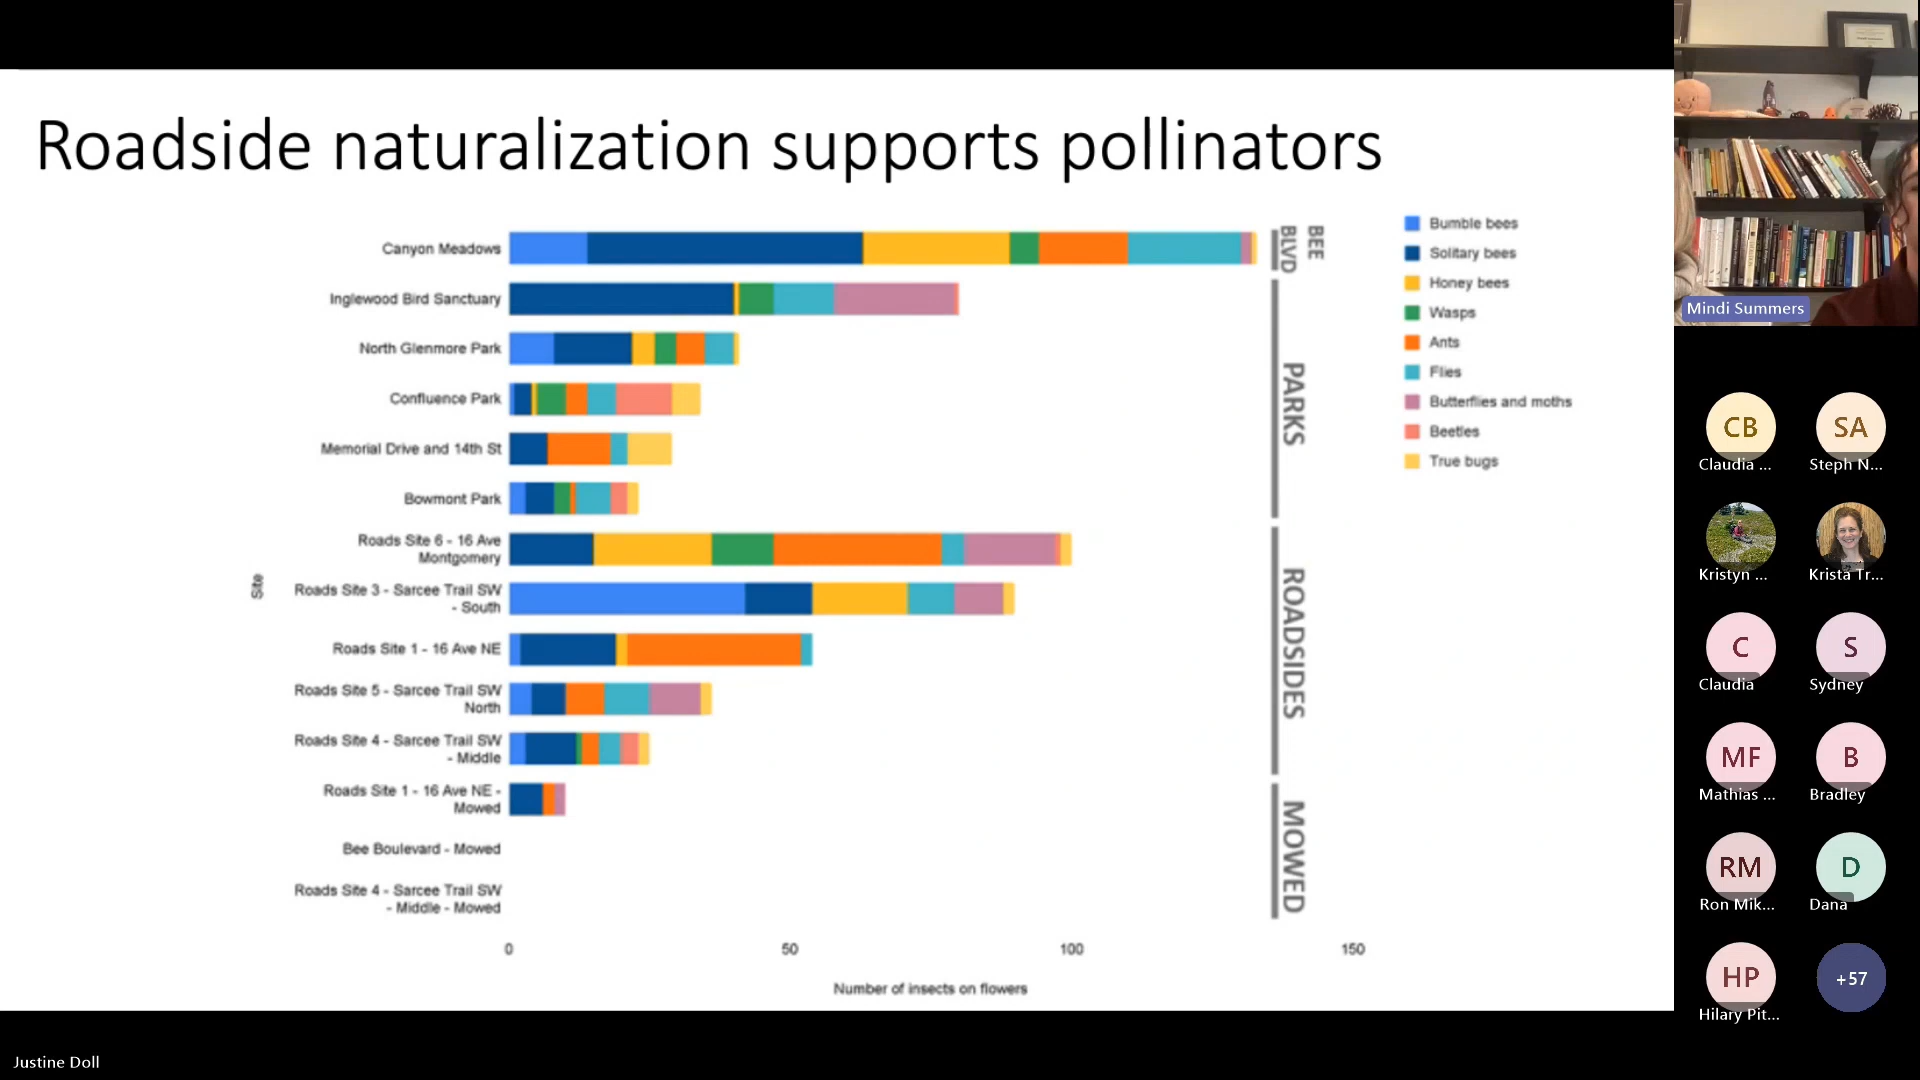 Roadside naturalization supports pollinators
Canyon Meadows
Inglewood Bird Sanctuary
North Glenmore Park
Confluence Park
Memorial Drive and 14th St
Bowmont Park
Roads Site 6 - 16 Ave
Montgomery
Roads Site 3 - Sarcee Trail SW
- South
Roads Site 1 - 16 Ave NE
Roads Site 5 - Sarcee Trail SW
North
Roads Site 4 - Sarcee Trail SW
- Middle
Roads Site 1 - 16 Ave NE -
Mowed
Bee Boulevard - Mowed
Roads Site 4 - Sarcee Trail SW
- Middle - Mowed
Site
0
50
100
150
Number of insects on flowers
BEE
BLVD
PARKS
ROADSIDES
MOWED
Bumble bees
Solitary bees
Honey bees
Wasps
Ants
Flies
Butterflies and moths
Beetles
True bugs
Mindi Summers
CB
Claudia ...
SA
Steph N...
Kristyn ...
Krista Tr...
C
Claudia
S
Sydney
MF
Mathias ...
B
Bradley
RM
Ron Mik...
D
Dana
HP
Hilary Pit...
+57
Justine Doll